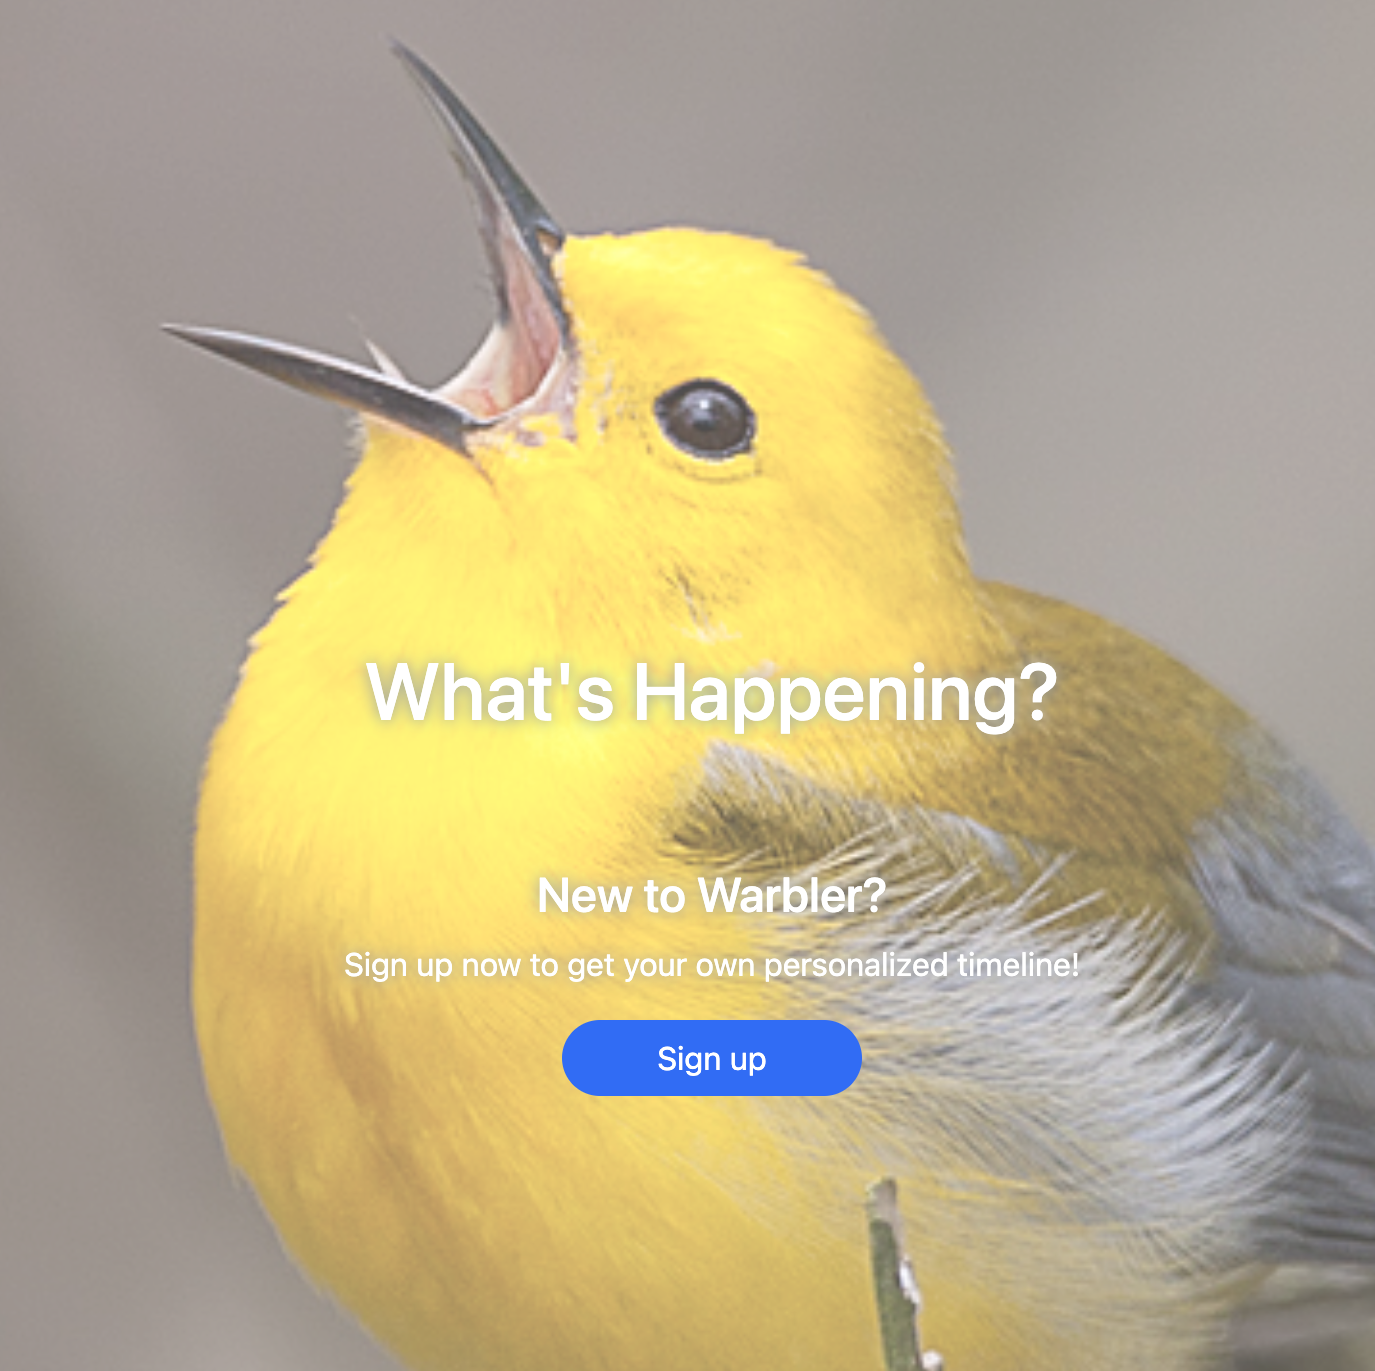 What's Happening?
New to Warbler?
Sign up now to get your own personalized timeline!
Sign up